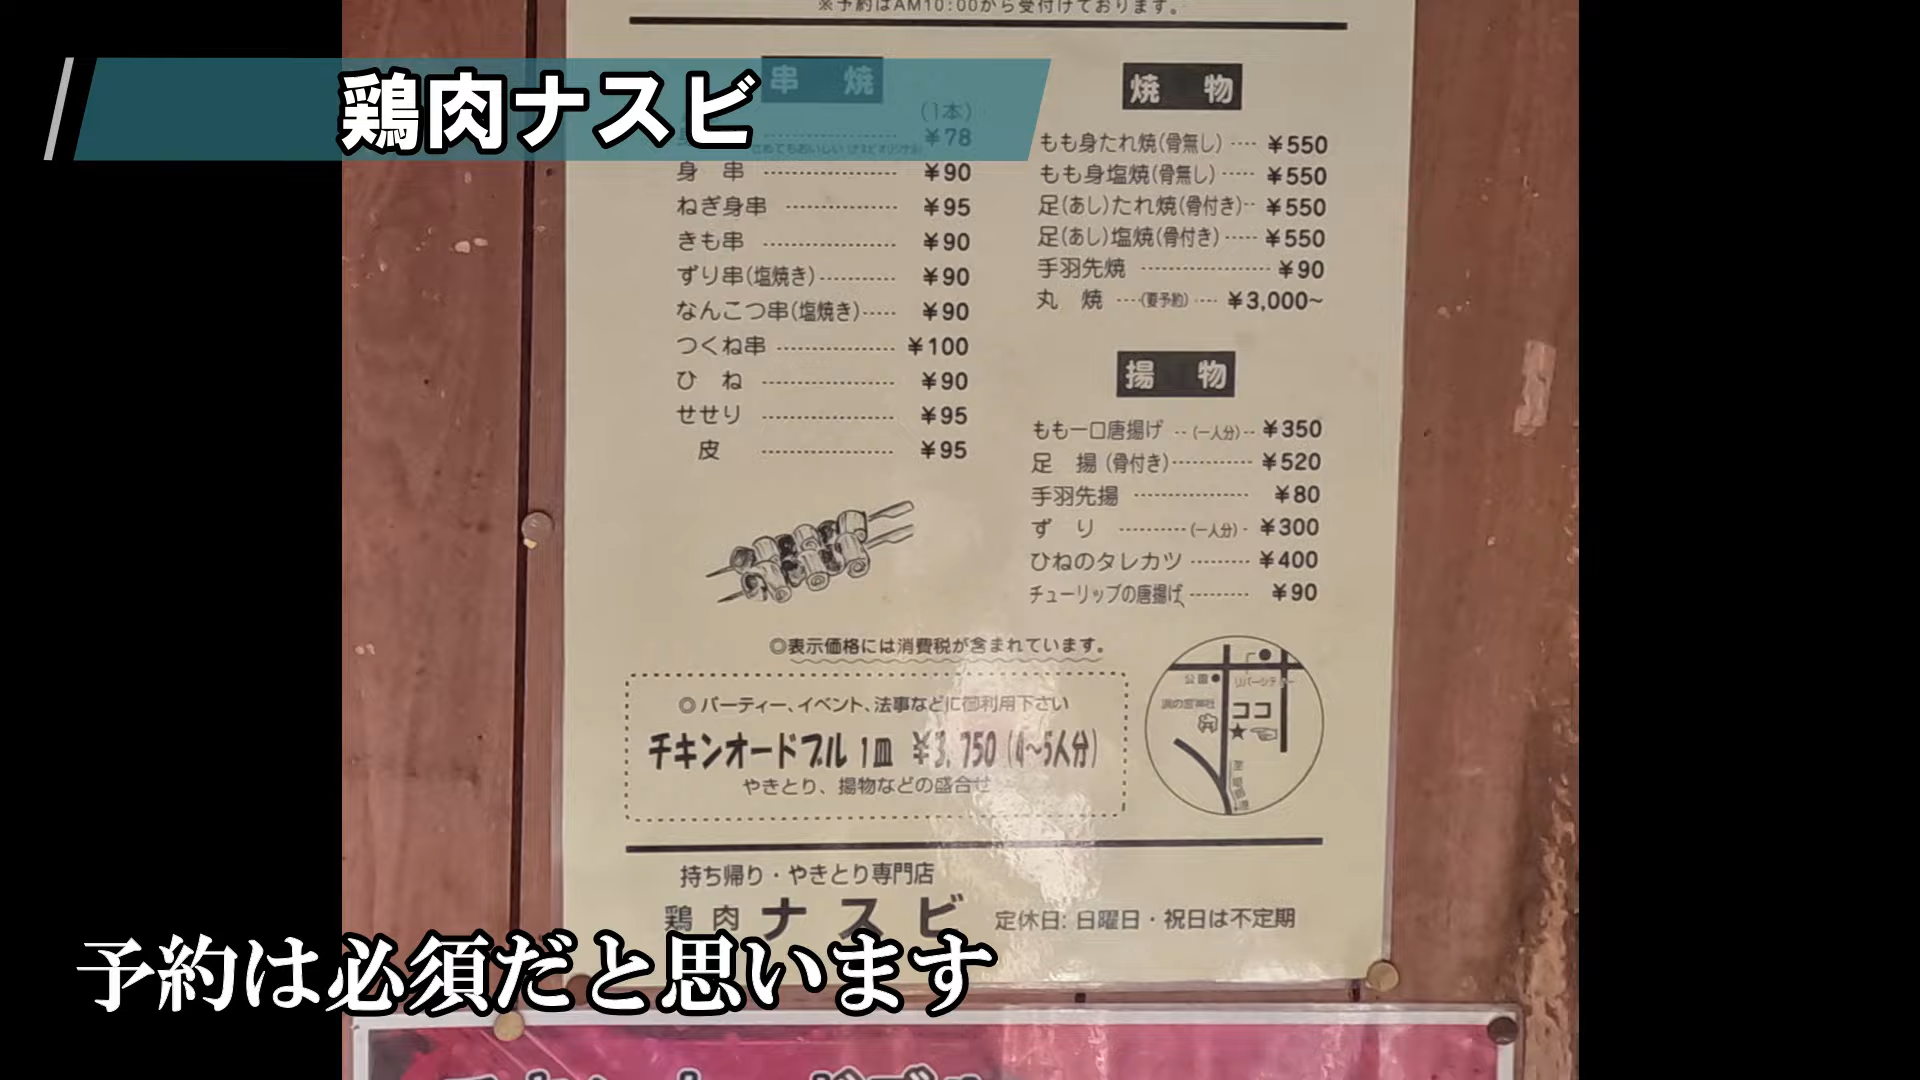 ※予約はAM10:00から受付けております。
鶏肉ナスビ
串 焼
(1本)
¥78
身 串 ¥90
ねぎ身串 ¥95
きも串 ¥90
ずり串(塩焼き) ¥90
なんこつ串(塩焼き) ¥90
つくね串 ¥100
ひ ね ¥90
せせり ¥95
皮 ¥95
焼 物
もも身たれ焼(骨無し) ¥550
もも身塩焼(骨無し) ¥550
足(あし)たれ焼(骨付き) ¥550
足(あし)塩焼(骨付き) ¥550
手羽先焼 ¥90
丸 焼 (要予約) ¥3,000~
揚 物
もも一口唐揚げ (一人分) ¥350
足 揚(骨付き) ¥520
手羽先揚 ¥80
ず り (一人分) ¥300
ひねのタレカツ ¥400
チューリップの唐揚げ ¥90
◎表示価格には消費税が含まれています。
◎パーティー、イベント、法事などに御利用下さい
チキンオードブル1皿 ¥3,750(4~5人分)
やきとり、揚物などの盛合せ
公園
リバーシティー
ココ
持ち帰り・やきとり専門店
鶏肉 ナスビ 定休日:日曜日・祝日は不定期
予約は必須だと思います